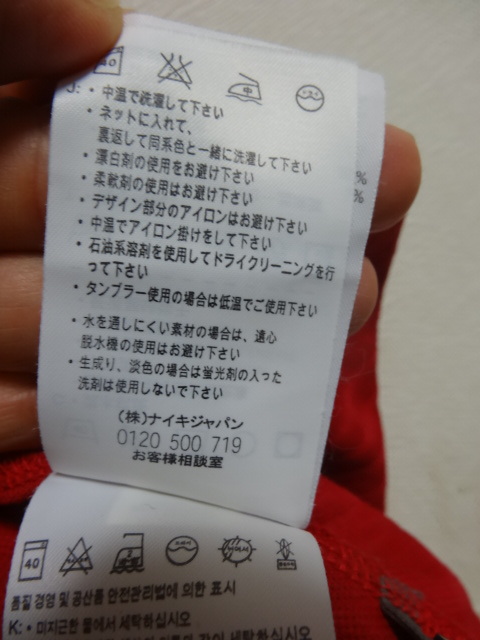 40
中
J: ・中温で洗濯して下さい
・ネットに入れて、
裏返して同系色と一緒に洗濯して下さい
・漂白剤の使用をお避け下さい
・柔軟剤の使用はお避け下さい
・デザイン部分のアイロンはお避け下さい
・中温でアイロン掛けをして下さい
・石油系溶剤を使用してドライクリーニングを行
って下さい
・タンブラー使用の場合は低温でご使用下さい
・水を通しにくい素材の場合は、遠心
脱水機の使用はお避け下さい
・生成り、淡色の場合は蛍光剤の入った
洗剤は使用しないで下さい
(株)ナイキジャパン
0120 500 719
お客様相談室
%
%
40
품질 경영 및 공산품 안전관리법에 의한 표시
K: ・미지근한 물에서 세탁하십시오